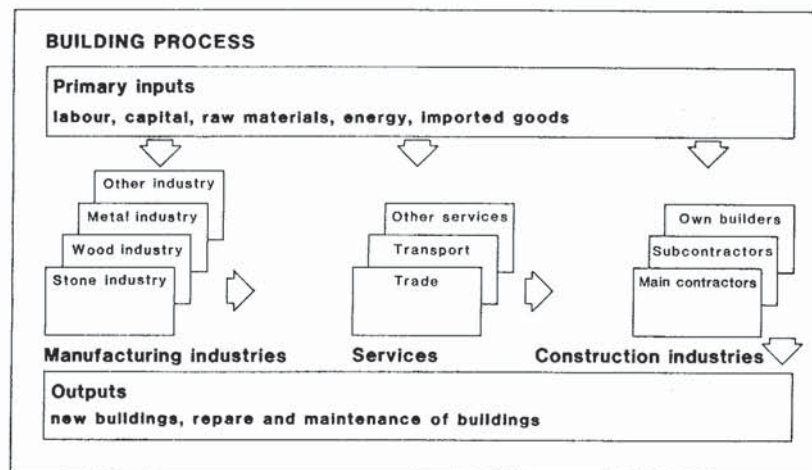 BUILDING PROCESS
Primary inputs
labour, capital, raw materials, energy, imported goods
Other industry
Metal industry
Wood industry
Stone industry
Other services
Transport
Trade
Own builders
Subcontractors
Main contractors
Manufacturing industries
Services
Construction industries
Outputs
new buildings, repare and maintenance of buildings